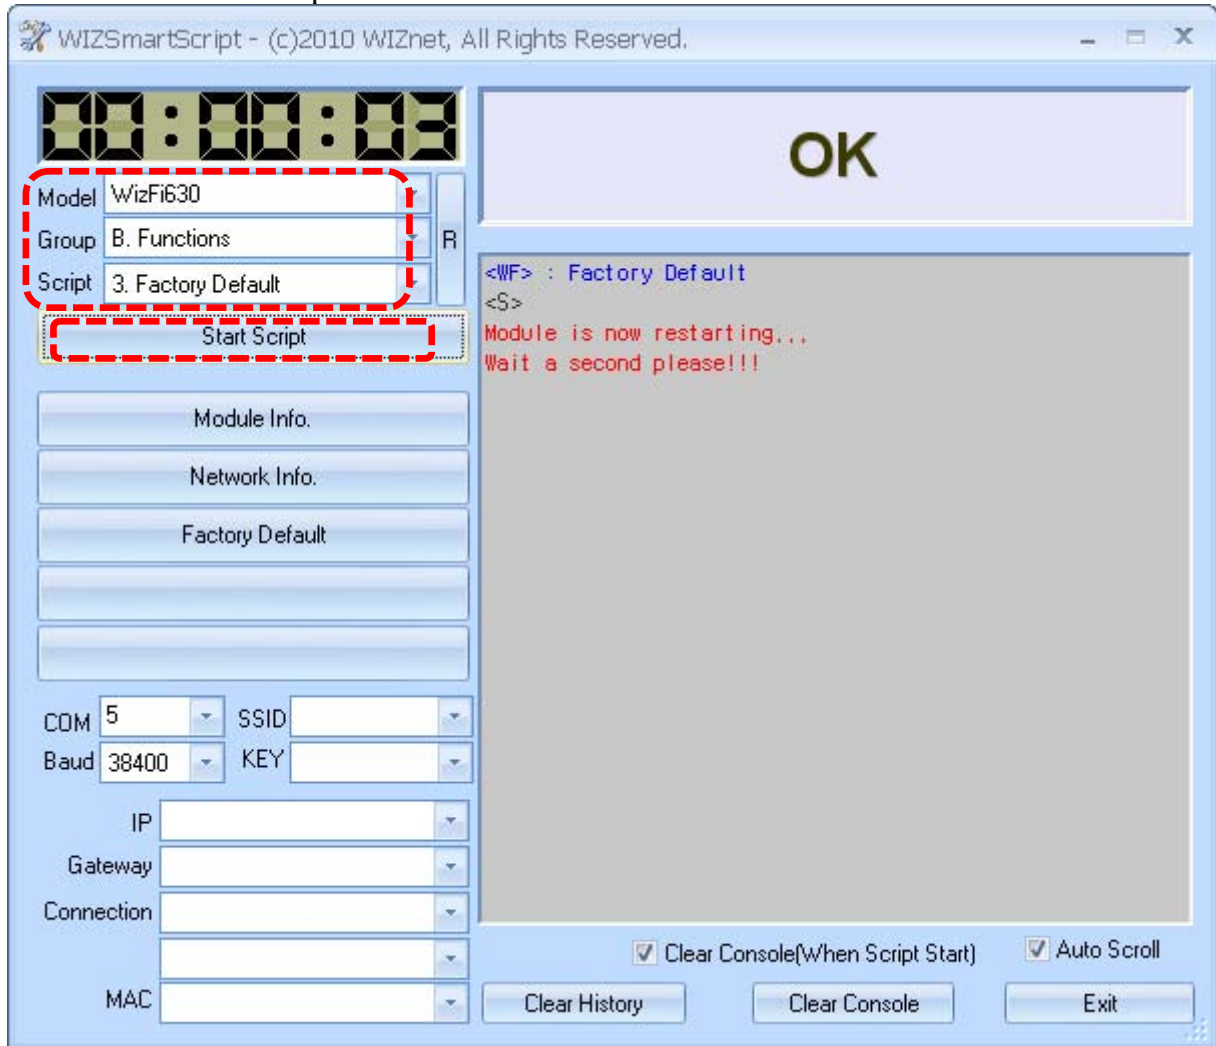 WIZSmartScript - (c)2010 WIZnet, All Rights Reserved.
00:00:03
OK
Model WizFi630
Group B. Functions
R
Script 3. Factory Default
Start Script
<WF> : Factory Default
<S>
Module is now restarting...
Wait a second please!!!
Module Info.
Network Info.
Factory Default
COM 5 SSID
Baud 38400 KEY
IP
Gateway
Connection
MAC
Clear Console(When Script Start) Auto Scroll
Clear History Clear Console Exit